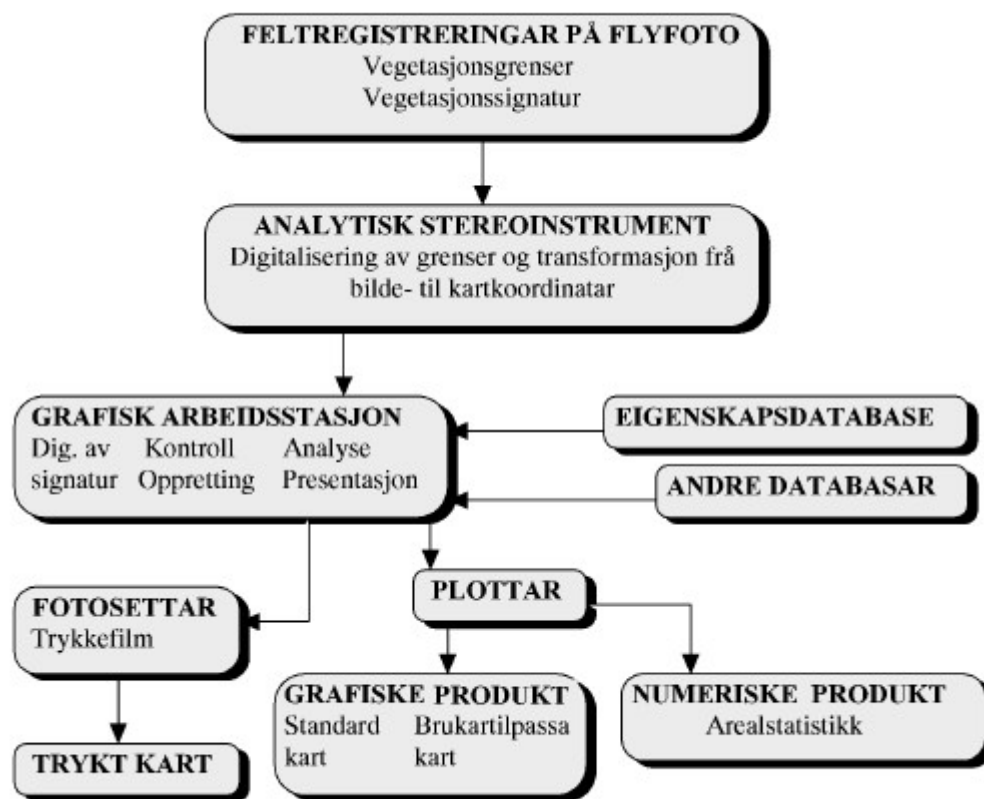 FELTREGISTRERINGAR PÅ FLYFOTO
Vegetasjonsgrenser
Vegetasjonssignatur
ANALYTISK STEREOINSTRUMENT
Digitalisering av grenser og transformasjon frå
bilde- til kartkoordinatar
GRAFISK ARBEIDSSTASJON
Dig. av Kontroll Analyse
signatur Oppretting Presentasjon
EIGENSKAPSDATABASE
ANDRE DATABASAR
FOTOSETTAR
Trykkefilm
PLOTTAR
TRYKT KART
GRAFISKE PRODUKT
Standard Brukartilpassa
kart kart
NUMERISKE PRODUKT
Arealstatistikk